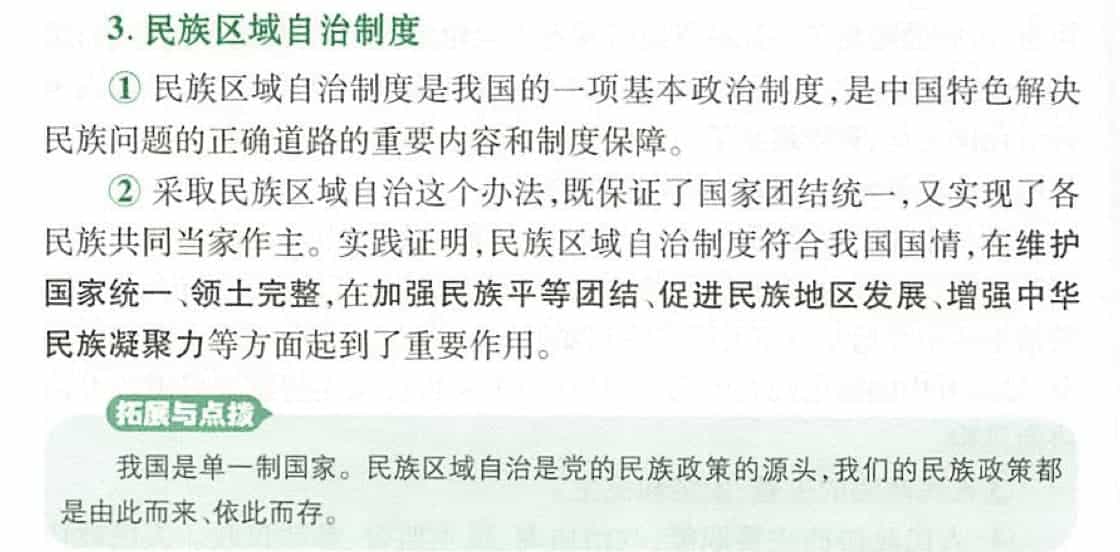 3. 民族区域自治制度
① 民族区域自治制度是我国的一项基本政治制度,是中国特色解决
民族问题的正确道路的重要内容和制度保障。
② 采取民族区域自治这个办法,既保证了国家团结统一,又实现了各
民族共同当家作主。实践证明,民族区域自治制度符合我国国情,在维护
国家统一、领土完整,在加强民族平等团结、促进民族地区发展、增强中华
民族凝聚力等方面起到了重要作用。
拓展与点拨
我国是单一制国家。民族区域自治是党的民族政策的源头,我们的民族政策都
是由此而来、依此而存。